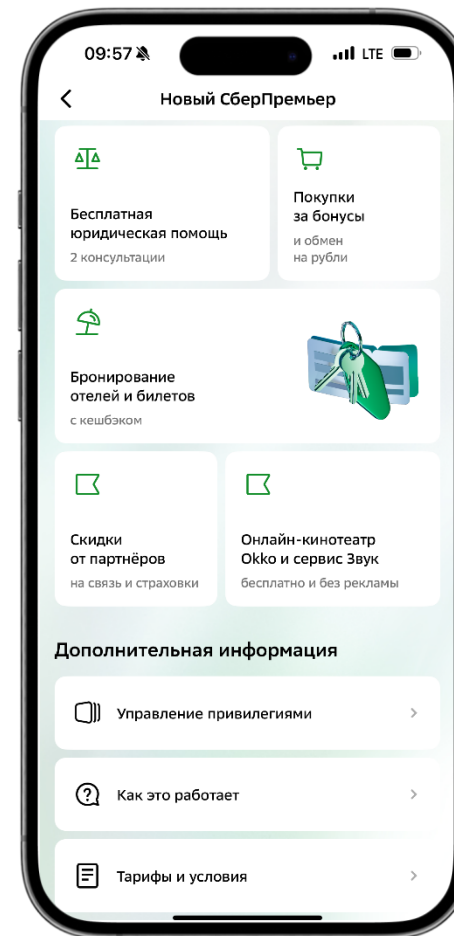 09:57
LTE
Новый СберПремьер
Бесплатная
юридическая помощь
2 консультации
Покупки
за бонусы
и обмен
на рубли
Бронирование
отелей и билетов
с кешбэком
Скидки
от партнёров
на связь и страховки
Онлайн-кинотеатр
Okko и сервис Звук
бесплатно и без рекламы
Дополнительная информация
Управление привилегиями
Как это работает
Тарифы и условия